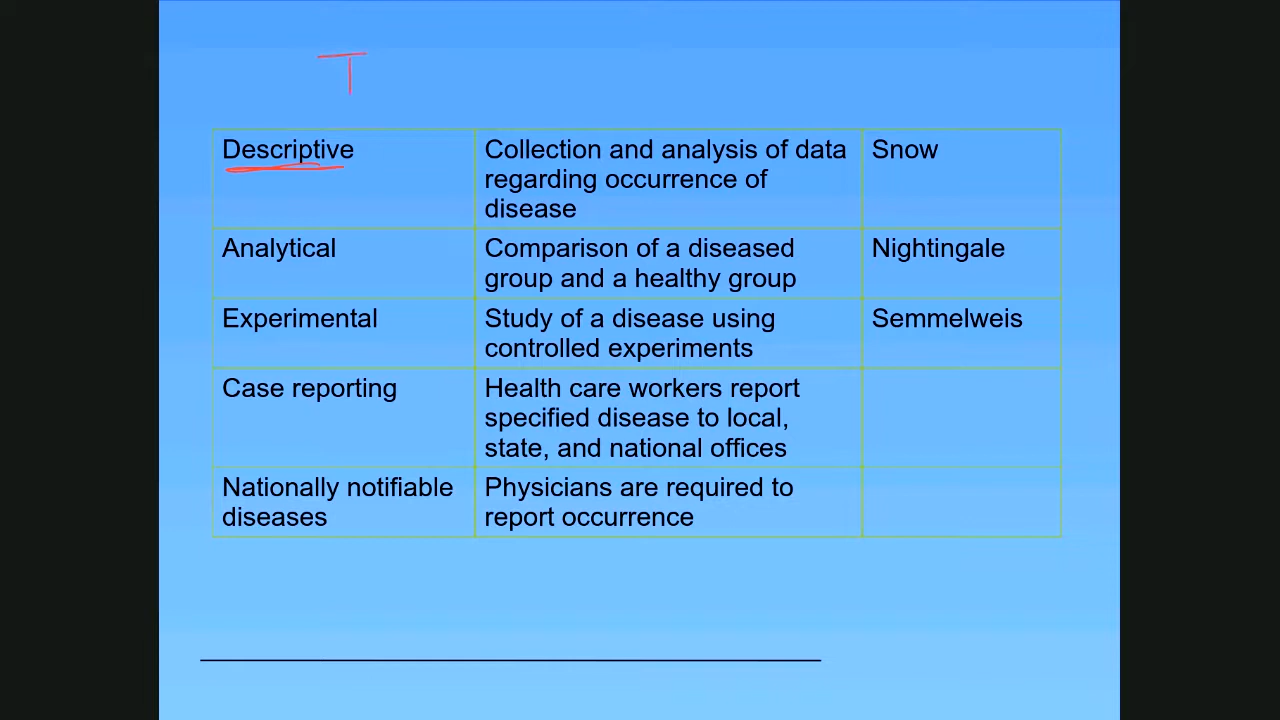 T
Descriptive
Collection and analysis of data
regarding occurrence of
disease
Snow
Analytical
Comparison of a diseased
group and a healthy group
Nightingale
Experimental
Study of a disease using
controlled experiments
Semmelweis
Case reporting
Health care workers report
specified disease to local,
state, and national offices
Nationally notifiable
diseases
Physicians are required to
report occurrence